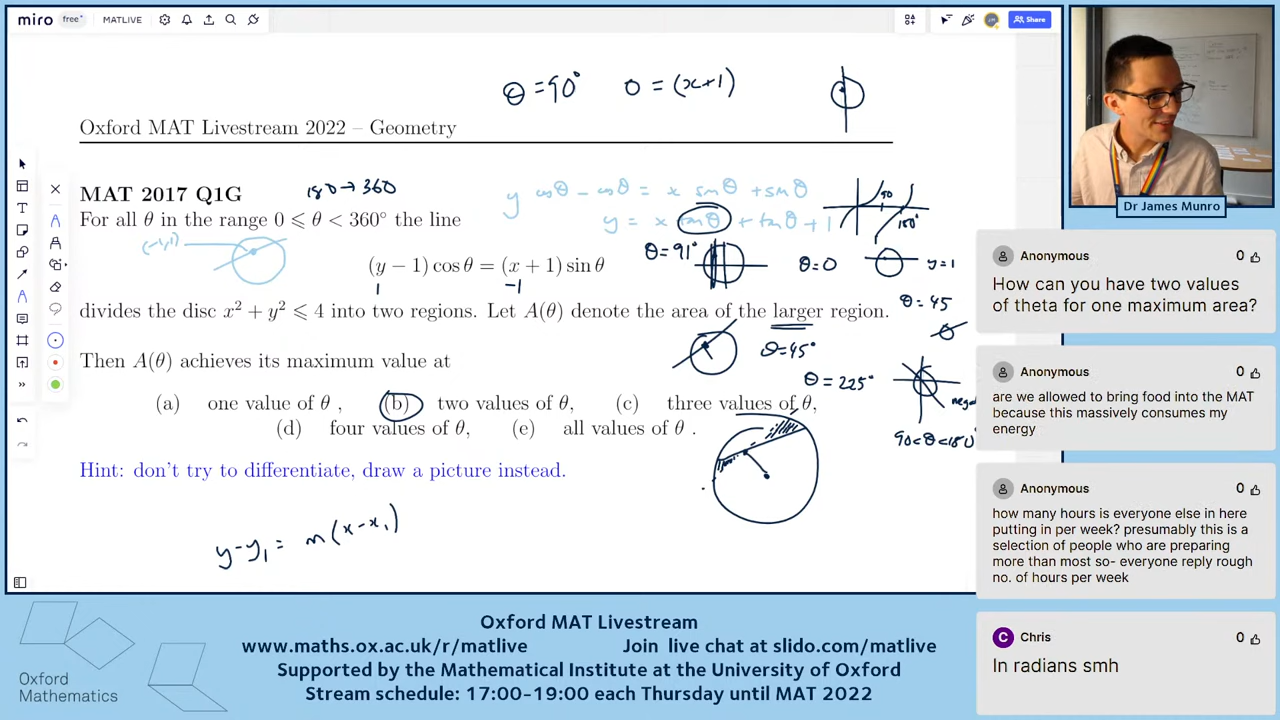 miro free MATLIVE Share
θ = 90° 0 = (x+1)
Oxford MAT Livestream 2022 – Geometry
MAT 2017 Q1G 180 → 360
y cosθ − cosθ = x sinθ + sinθ
For all θ in the range 0 ⩽ θ < 360° the line
y = x tanθ + tanθ + 1
(-1,1)
(y − 1) cos θ = (x + 1) sin θ
1 -1
θ = 91° θ = 0 y = 1
divides the disc x² + y² ⩽ 4 into two regions. Let A(θ) denote the area of the larger region.
θ = 45
θ = 45°
Then A(θ) achieves its maximum value at
θ = 225°
(a) one value of θ , (b) two values of θ, (c) three values of θ,
(d) four values of θ, (e) all values of θ .
90<θ<180°
Hint: don't try to differentiate, draw a picture instead.
y-y₁ = m(x-x₁)
Dr James Munro
Anonymous 0
How can you have two values
of theta for one maximum area?
Anonymous 0
are we allowed to bring food into the MAT
because this massively consumes my
energy
Anonymous 0
how many hours is everyone else in here
putting in per week? presumably this is a
selection of people who are preparing
more than most so- everyone reply rough
no. of hours per week
C Chris 0
In radians smh
Oxford MAT Livestream
www.maths.ox.ac.uk/r/matlive Join live chat at slido.com/matlive
Supported by the Mathematical Institute at the University of Oxford
Stream schedule: 17:00-19:00 each Thursday until MAT 2022
Oxford
Mathematics